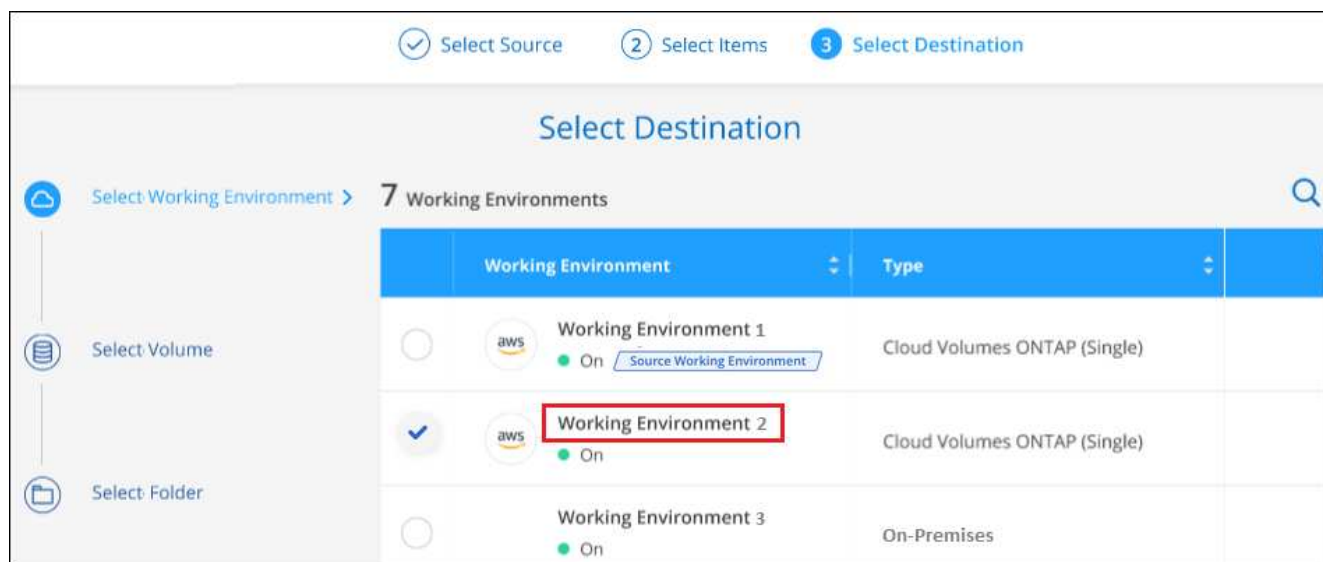 Select Source 2 Select Items 3 Select Destination
Select Destination
Select Working Environment >
7 Working Environments
Working Environment Type
Working Environment 1
aws
On Source Working Environment
Cloud Volumes ONTAP (Single)
Select Volume
Working Environment 2
aws
On
Cloud Volumes ONTAP (Single)
Select Folder
Working Environment 3
On
On-Premises